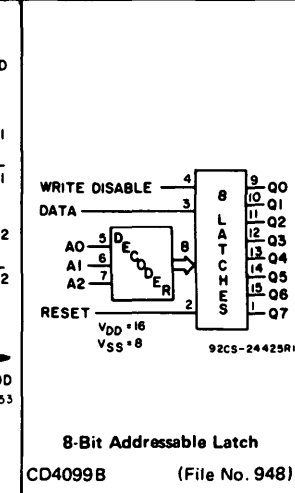 D
1
1
2
2
DD
53
WRITE DISABLE 4
DATA 3
A0 5
A1 6
A2 7
DECODER
8
RESET 2
8 LATCHES
9 Q0
10 Q1
11 Q2
12 Q3
13 Q4
14 Q5
15 Q6
1 Q7
VDD = 16
VSS = 8
92CS-24425R1
8-Bit Addressable Latch
CD4099B (File No. 948)